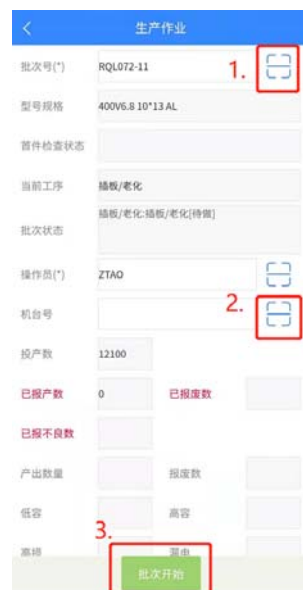 生产作业
批次号(*) RQL072-11 1.
型号规格 400V6.8 10*13 AL
首件检查状态
当前工序 插板/老化
批次状态 插板/老化:插板/老化[待做]
操作员(*) ZTAO
机台号 2.
投产数 12100
已报产数 0 已报废数
已报不良数
产出数量 报废数
低容 高容
3.
高损 漏电
批次开始